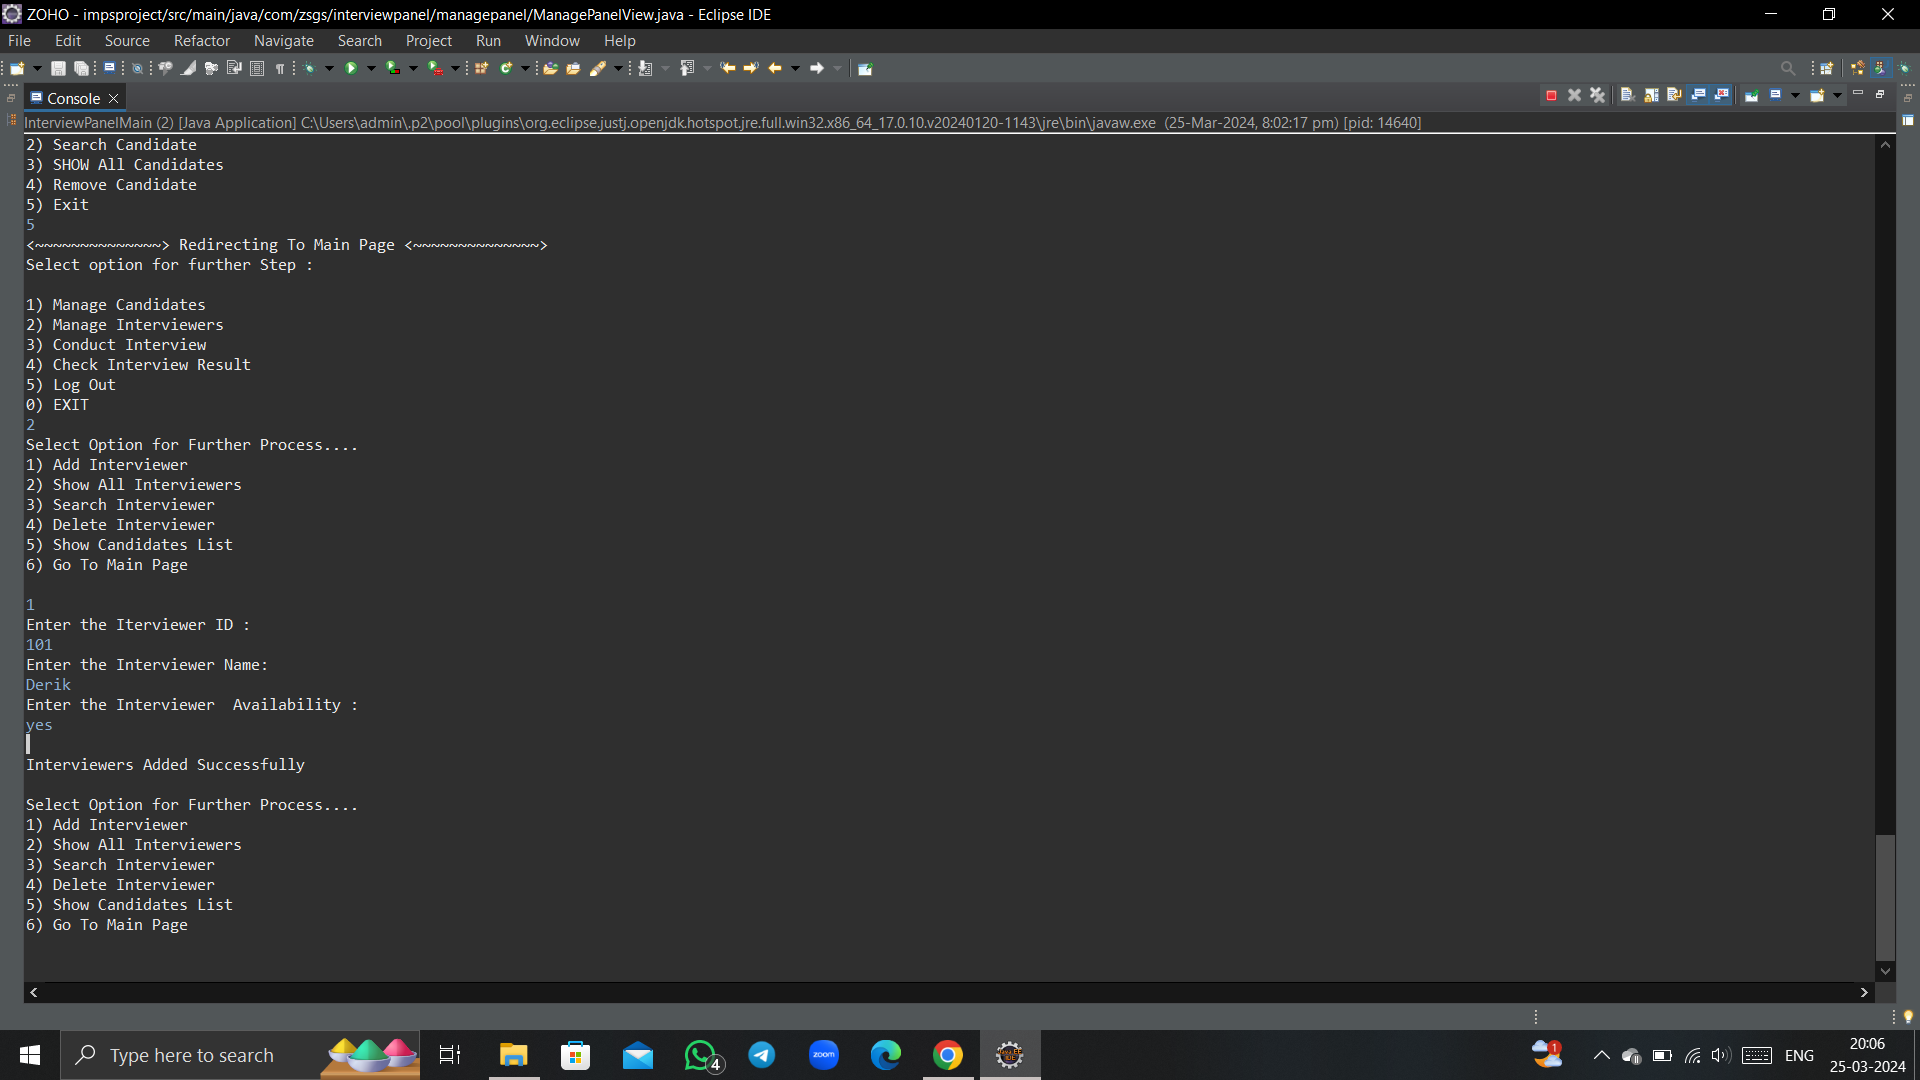 ZOHO - impsproject/src/main/java/com/zsgs/interviewpanel/managepanel/ManagePanelView.java - Eclipse IDE
File Edit Source Refactor Navigate Search Project Run Window Help
Console
InterviewPanelMain (2) [Java Application] C:\Users\admin\.p2\pool\plugins\org.eclipse.justj.openjdk.hotspot.jre.full.win32.x86_64_17.0.10.v20240120-1143\jre\bin\javaw.exe (25-Mar-2024, 8:02:17 pm) [pid: 14640]
2) Search Candidate
3) SHOW All Candidates
4) Remove Candidate
5) Exit
5
<~~~~~~~~~~~~~~> Redirecting To Main Page <~~~~~~~~~~~~~~>
Select option for further Step :
1) Manage Candidates
2) Manage Interviewers
3) Conduct Interview
4) Check Interview Result
5) Log Out
0) EXIT
2
Select Option for Further Process....
1) Add Interviewer
2) Show All Interviewers
3) Search Interviewer
4) Delete Interviewer
5) Show Candidates List
6) Go To Main Page
1
Enter the Iterviewer ID :
101
Enter the Interviewer Name:
Derik
Enter the Interviewer  Availability :
yes
Interviewers Added Successfully
Select Option for Further Process....
1) Add Interviewer
2) Show All Interviewers
3) Search Interviewer
4) Delete Interviewer
5) Show Candidates List
6) Go To Main Page
Type here to search
zoom
4
1
ENG
20:06
25-03-2024